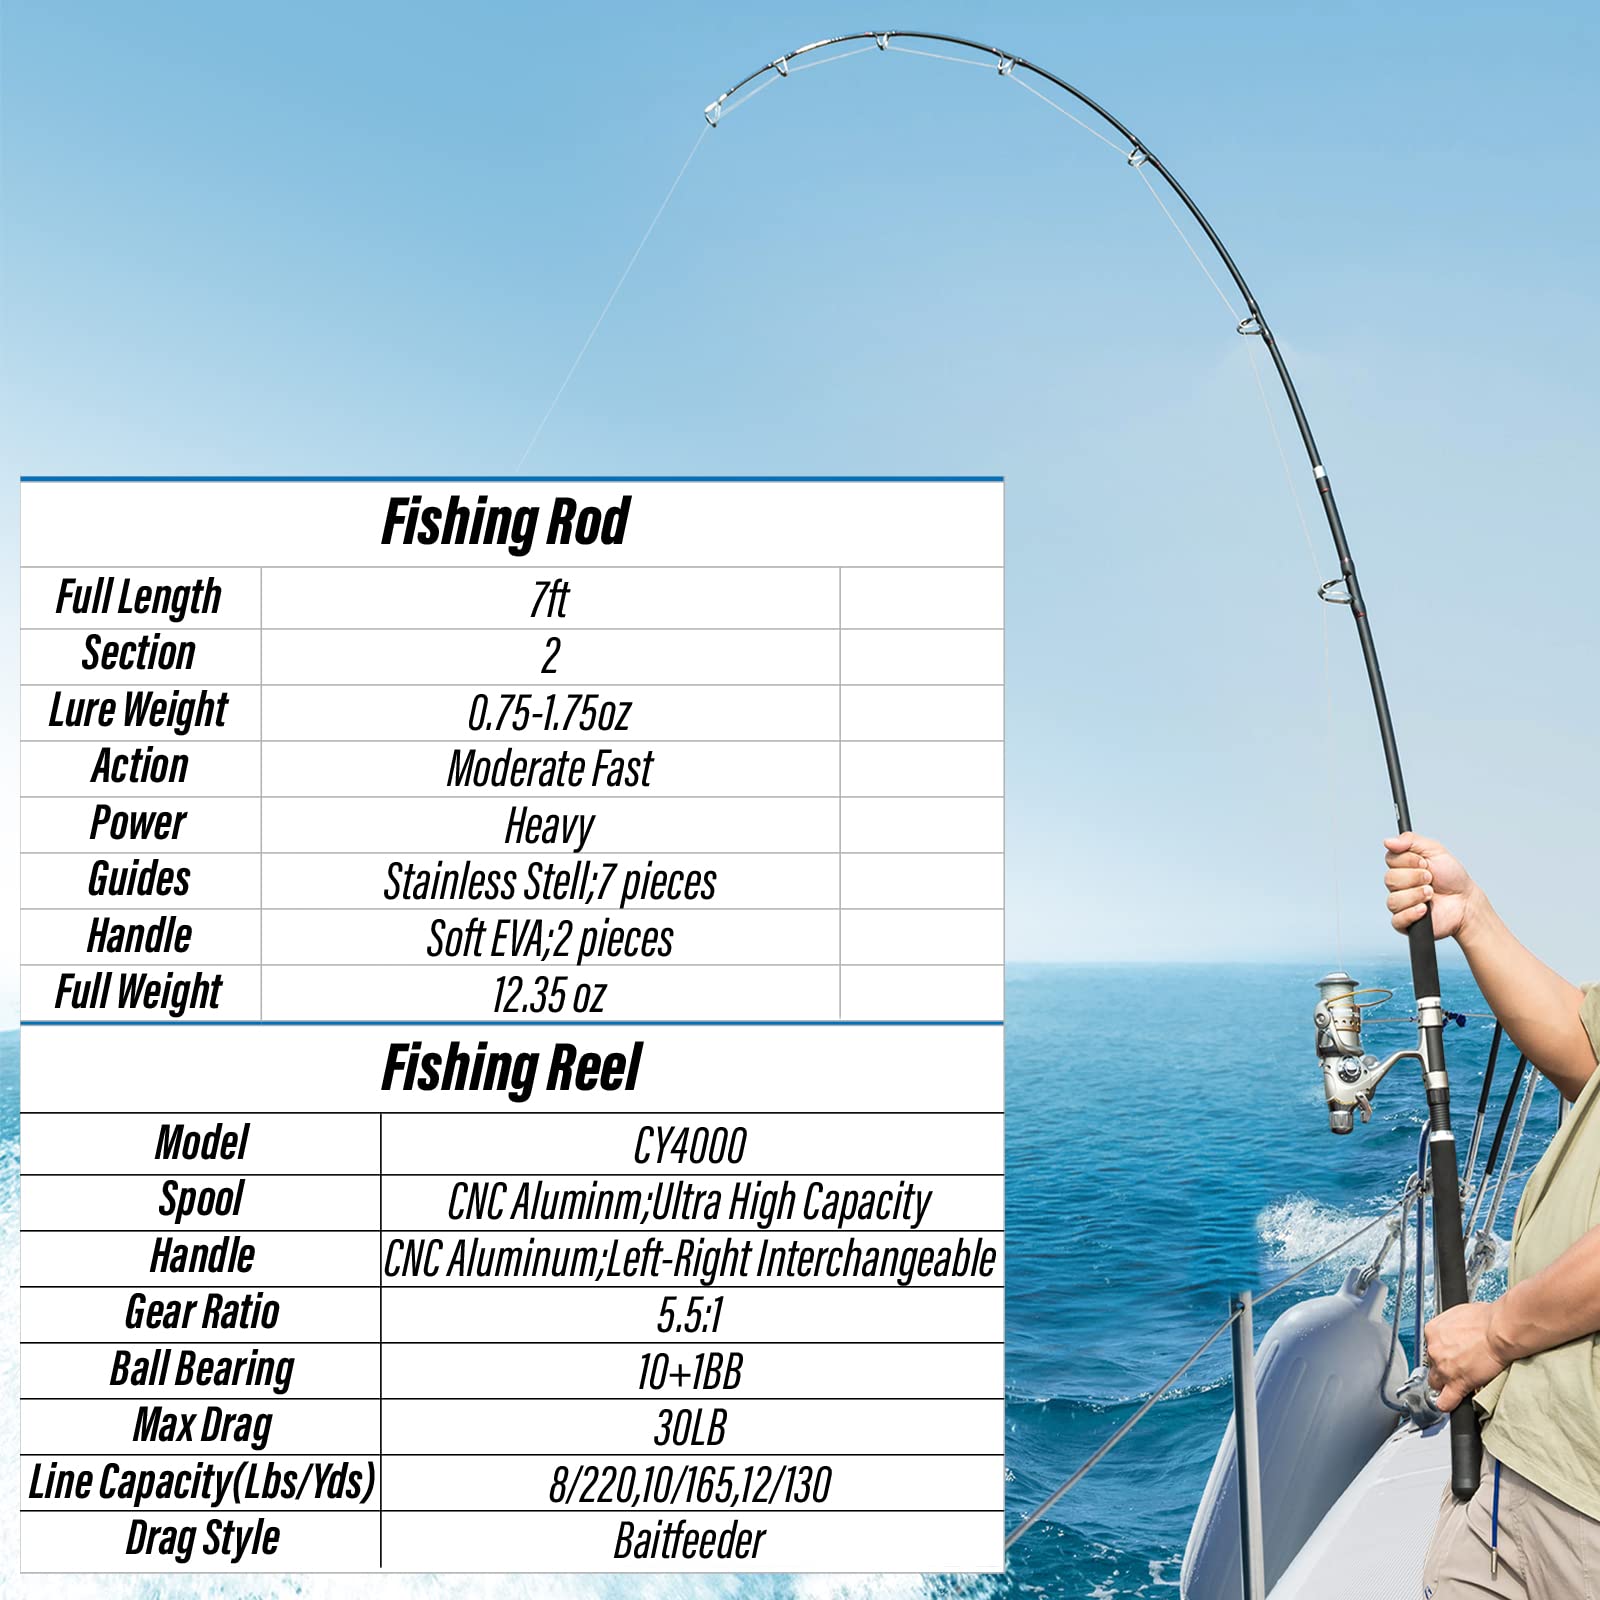 Fishing Rod
Full Length 7ft
Section 2
Lure Weight 0.75-1.75oz
Action Moderate Fast
Power Heavy
Guides Stainless Stell;7 pieces
Handle Soft EVA;2 pieces
Full Weight 12.35 oz
Fishing Reel
Model CY4000
Spool CNC Aluminm;Ultra High Capacity
Handle CNC Aluminum;Left-Right Interchangeable
Gear Ratio 5.5:1
Ball Bearing 10+1BB
Max Drag 30LB
Line Capacity(Lbs/Yds) 8/220,10/165,12/130
Drag Style Baitfeeder